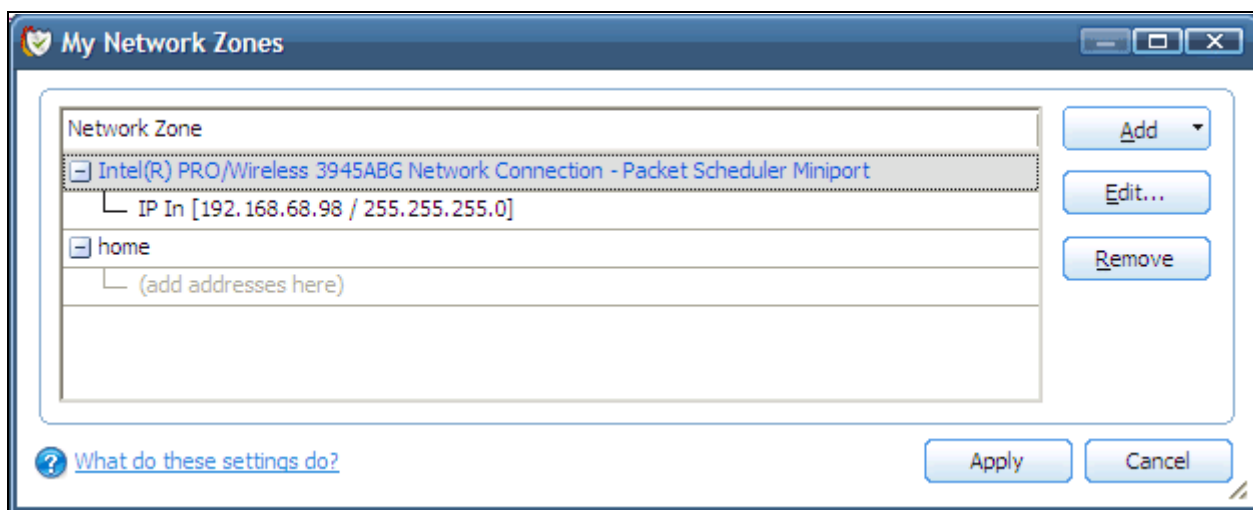 My Network Zones
Network Zone
Add
Intel(R) PRO/Wireless 3945ABG Network Connection - Packet Scheduler Miniport
IP In [192.168.68.98 / 255.255.255.0]
Edit...
home
Remove
(add addresses here)
What do these settings do?
Apply
Cancel